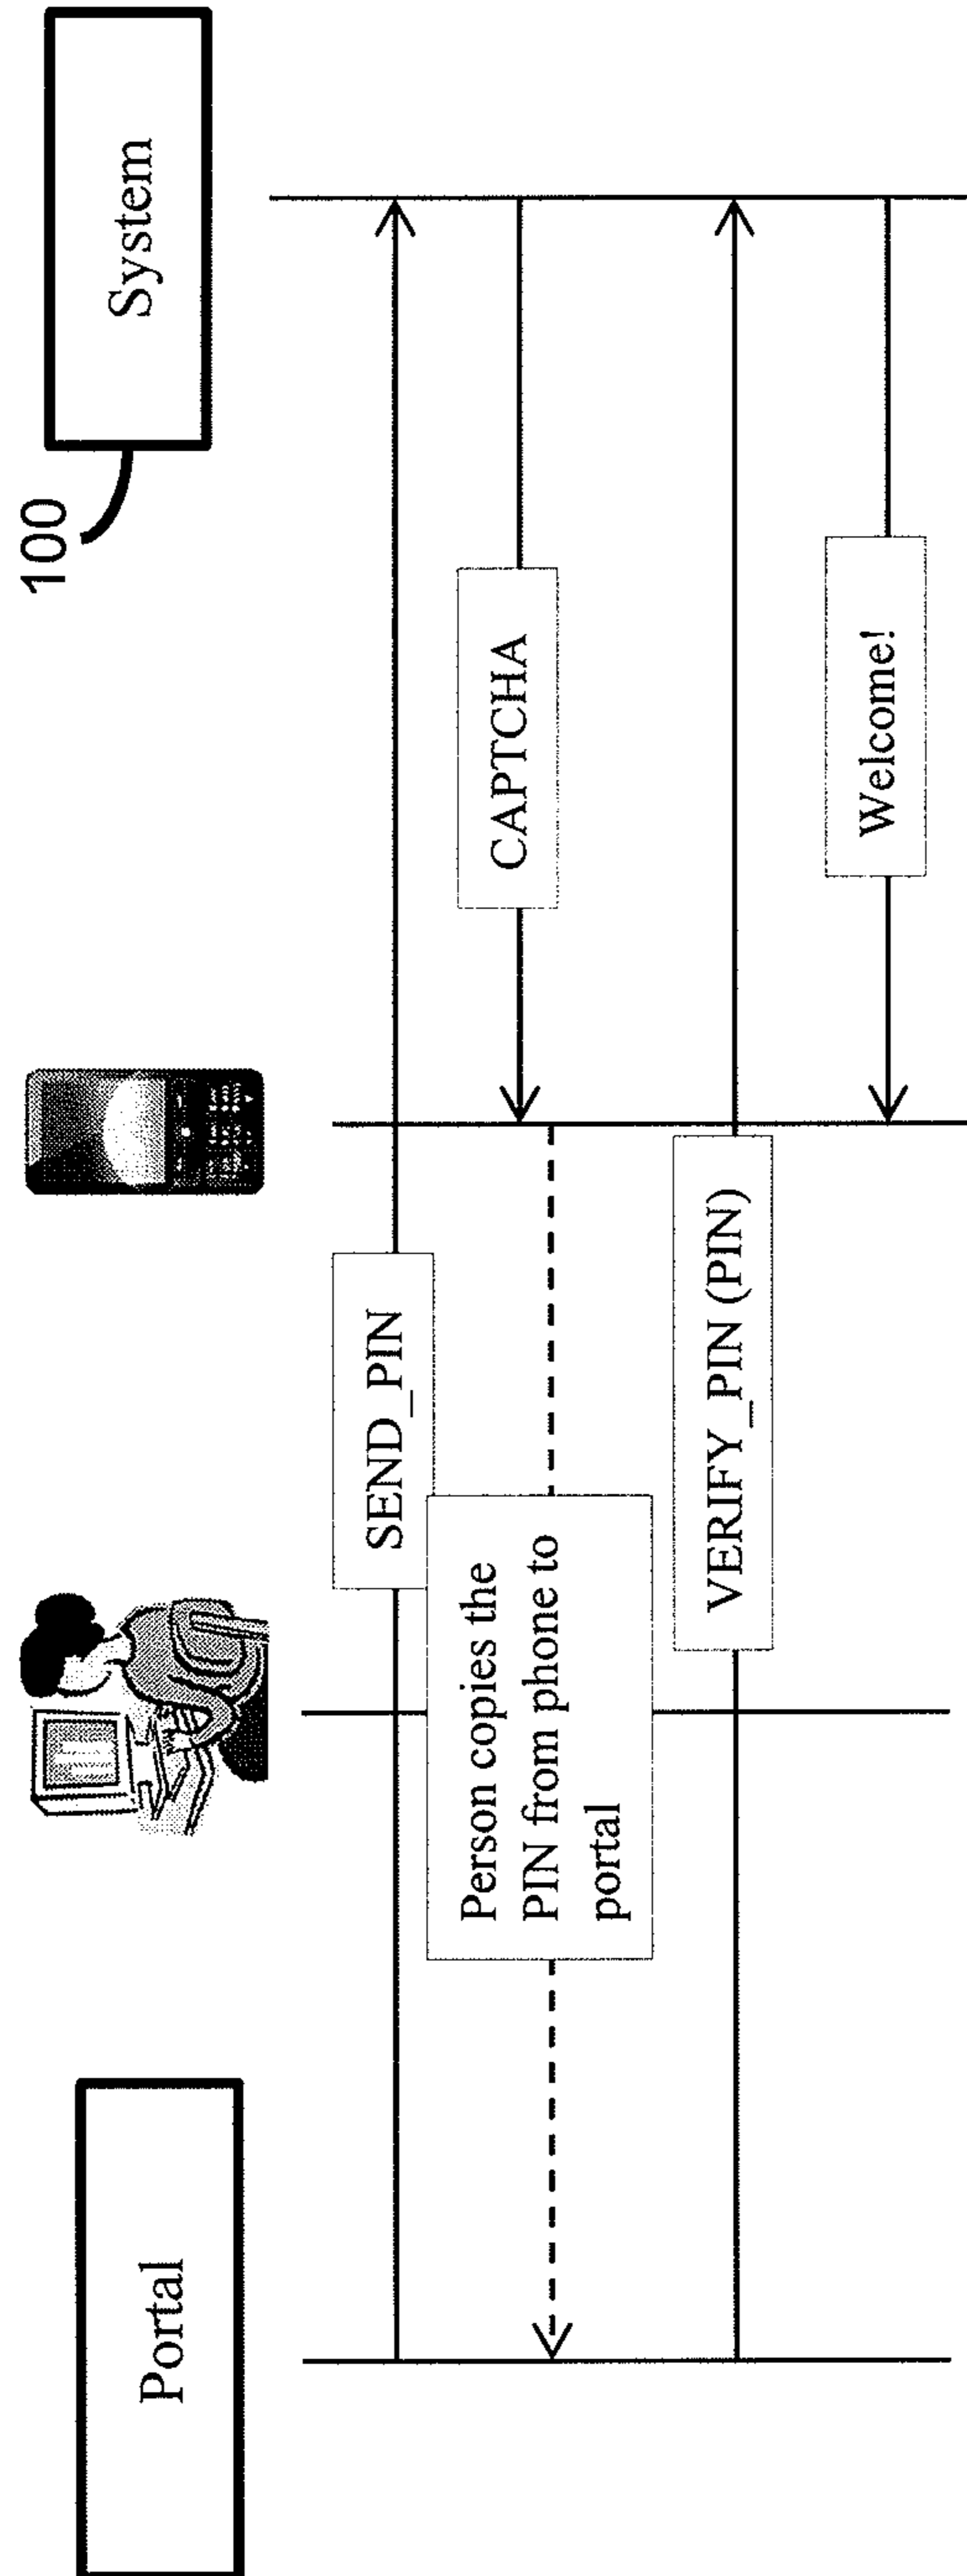 Portal
100
System
SEND_PIN
CAPTCHA
Person copies the
PIN from phone to
portal
VERIFY_PIN (PIN)
Welcome!